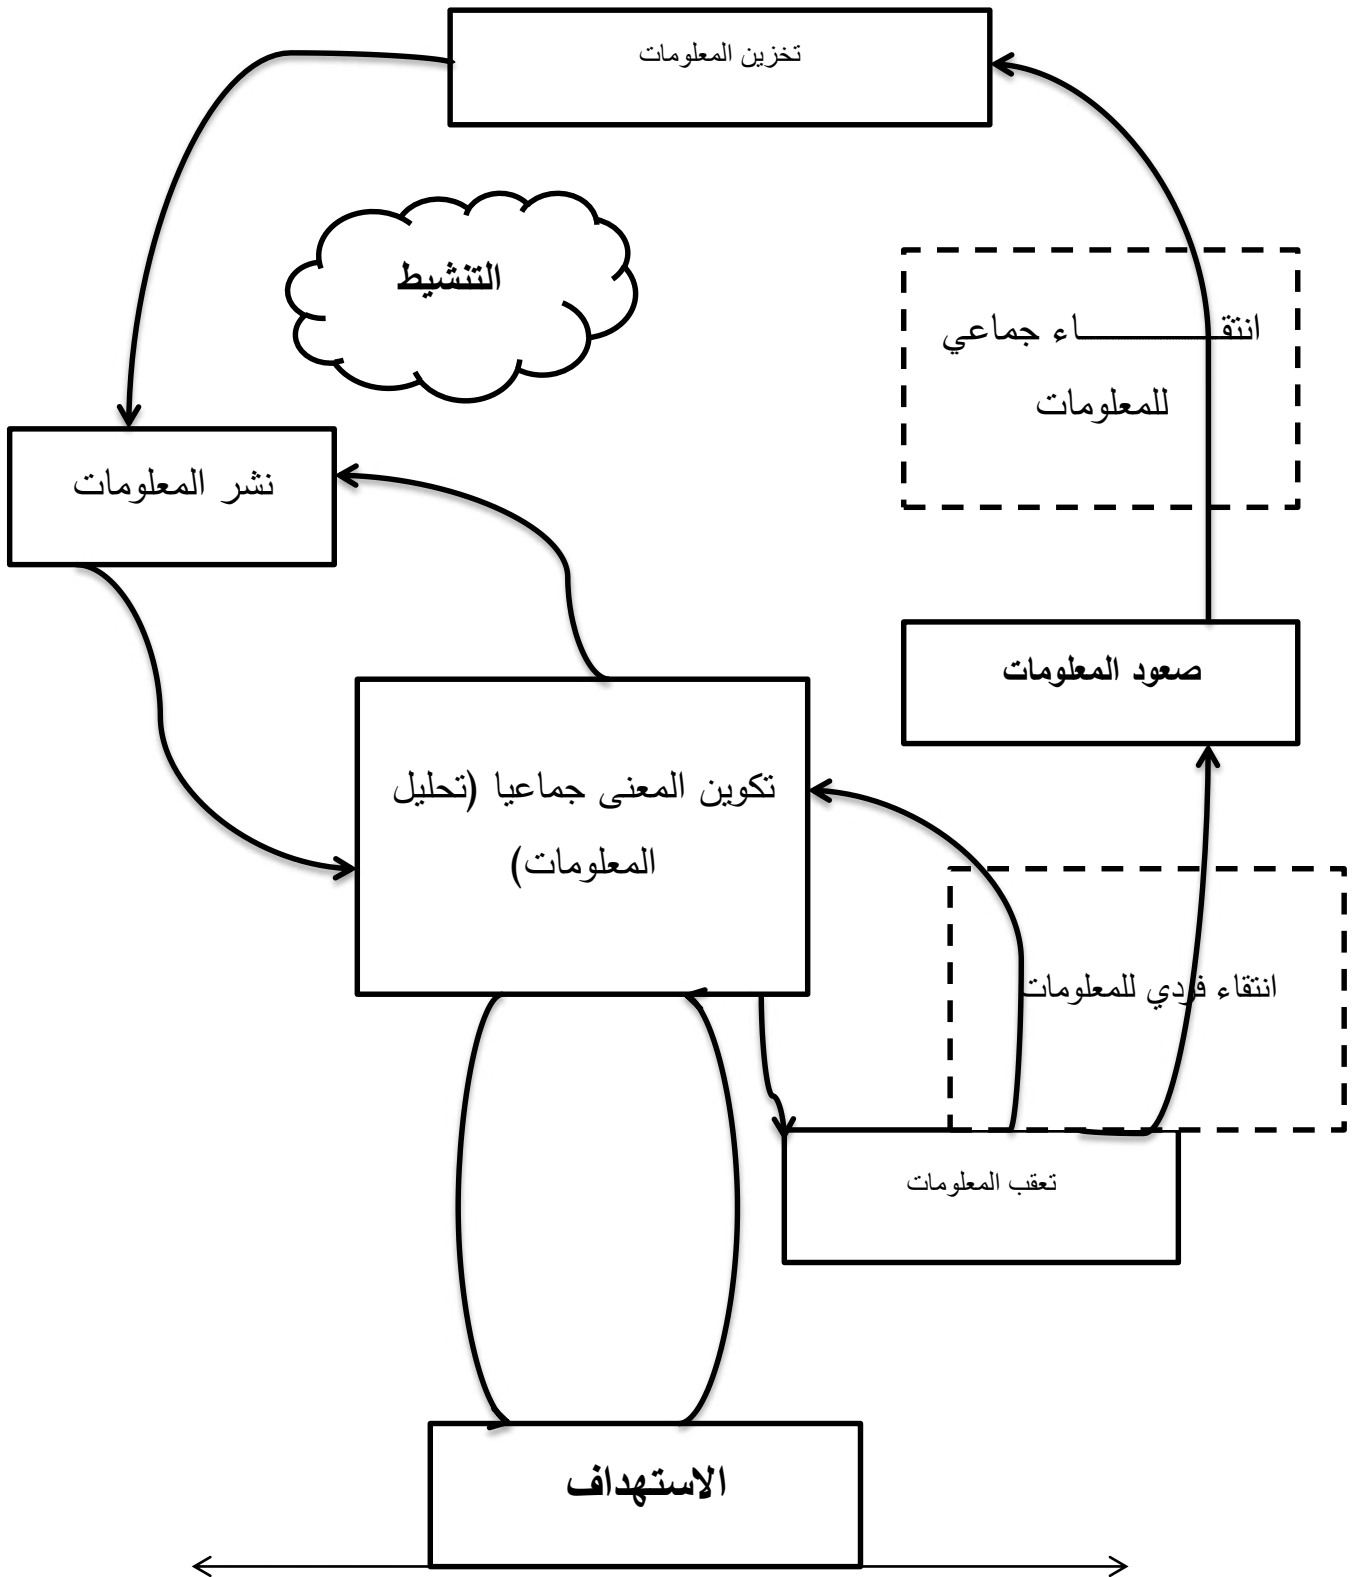 تخزين المعلومات
التنشيط
انتقـــــــــــاء جماعي
للمعلومات
نشر المعلومات
صعود المعلومات
تكوين المعنى جماعيا (تحليل
المعلومات)
انتقاء فردي للمعلومات
تعقب المعلومات
الاستهداف